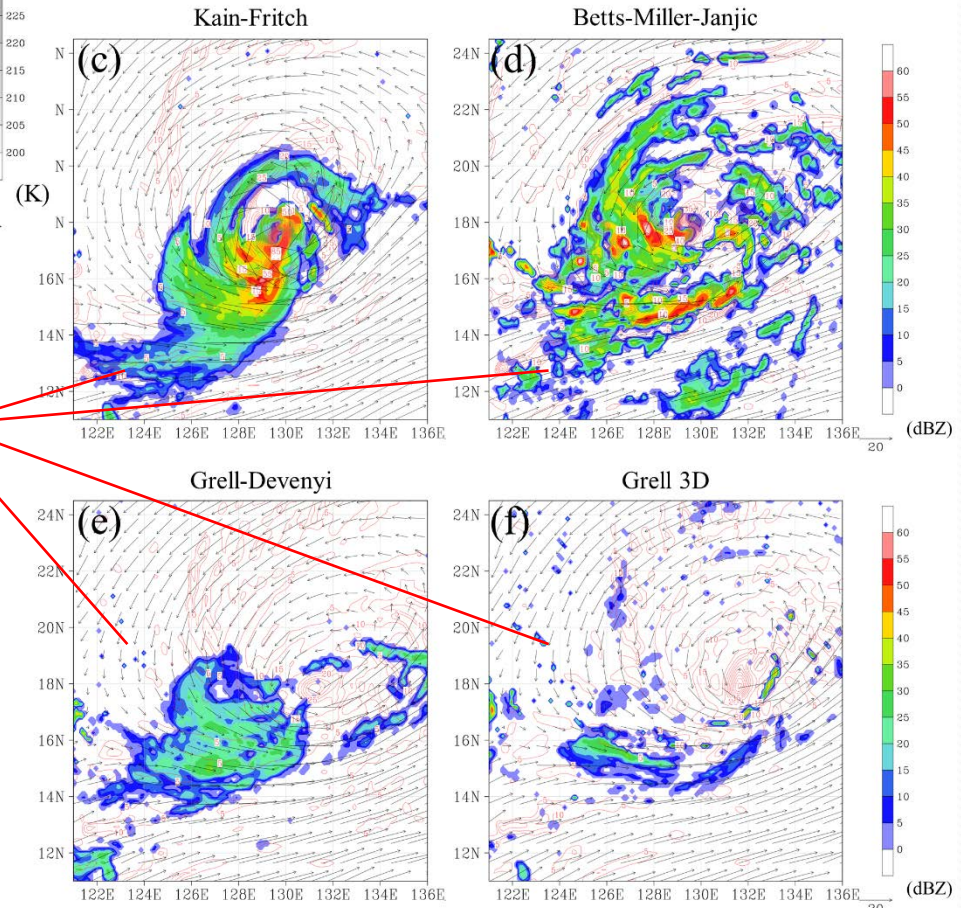 Kain-Fritch
Betts-Miller-Janjic
225
220
215
210
205
200
(K)
(c)
N
N
N
N
16N
14N
12N
122E 124E 126E 128E 130E 132E 134E 136E
(d)
24N
22N
20N
18N
16N
14N
12N
122E 124E 126E 128E 130E 132E 134E 136E
60
55
50
45
40
35
30
25
20
15
10
5
0
(dBZ)
20
Grell-Devenyi
Grell 3D
(e)
24N
22N
20N
18N
16N
14N
12N
122E 124E 126E 128E 130E 132E 134E 136E
(f)
24N
22N
20N
18N
16N
14N
12N
122E 124E 126E 128E 130E 132E 134E 136E
60
55
50
45
40
35
30
25
20
15
10
5
0
(dBZ)
20